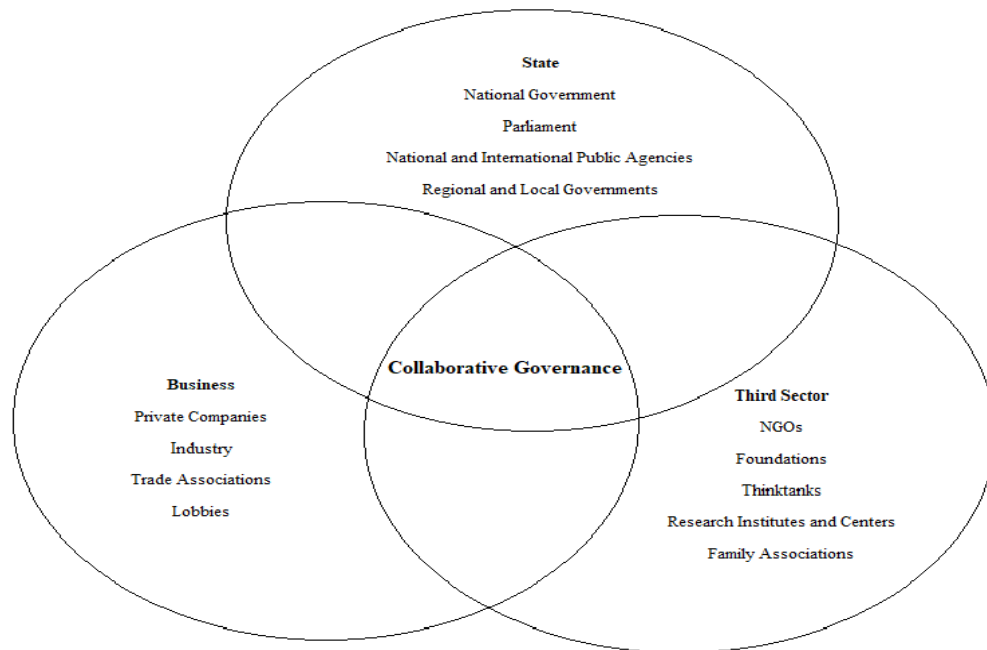 State
National Government
Parliament
National and International Public Agencies
Regional and Local Governments
Collaborative Governance
Business
Private Companies
Industry
Trade Associations
Lobbies
Third Sector
NGOs
Foundations
Thinktanks
Research Institutes and Centers
Family Associations